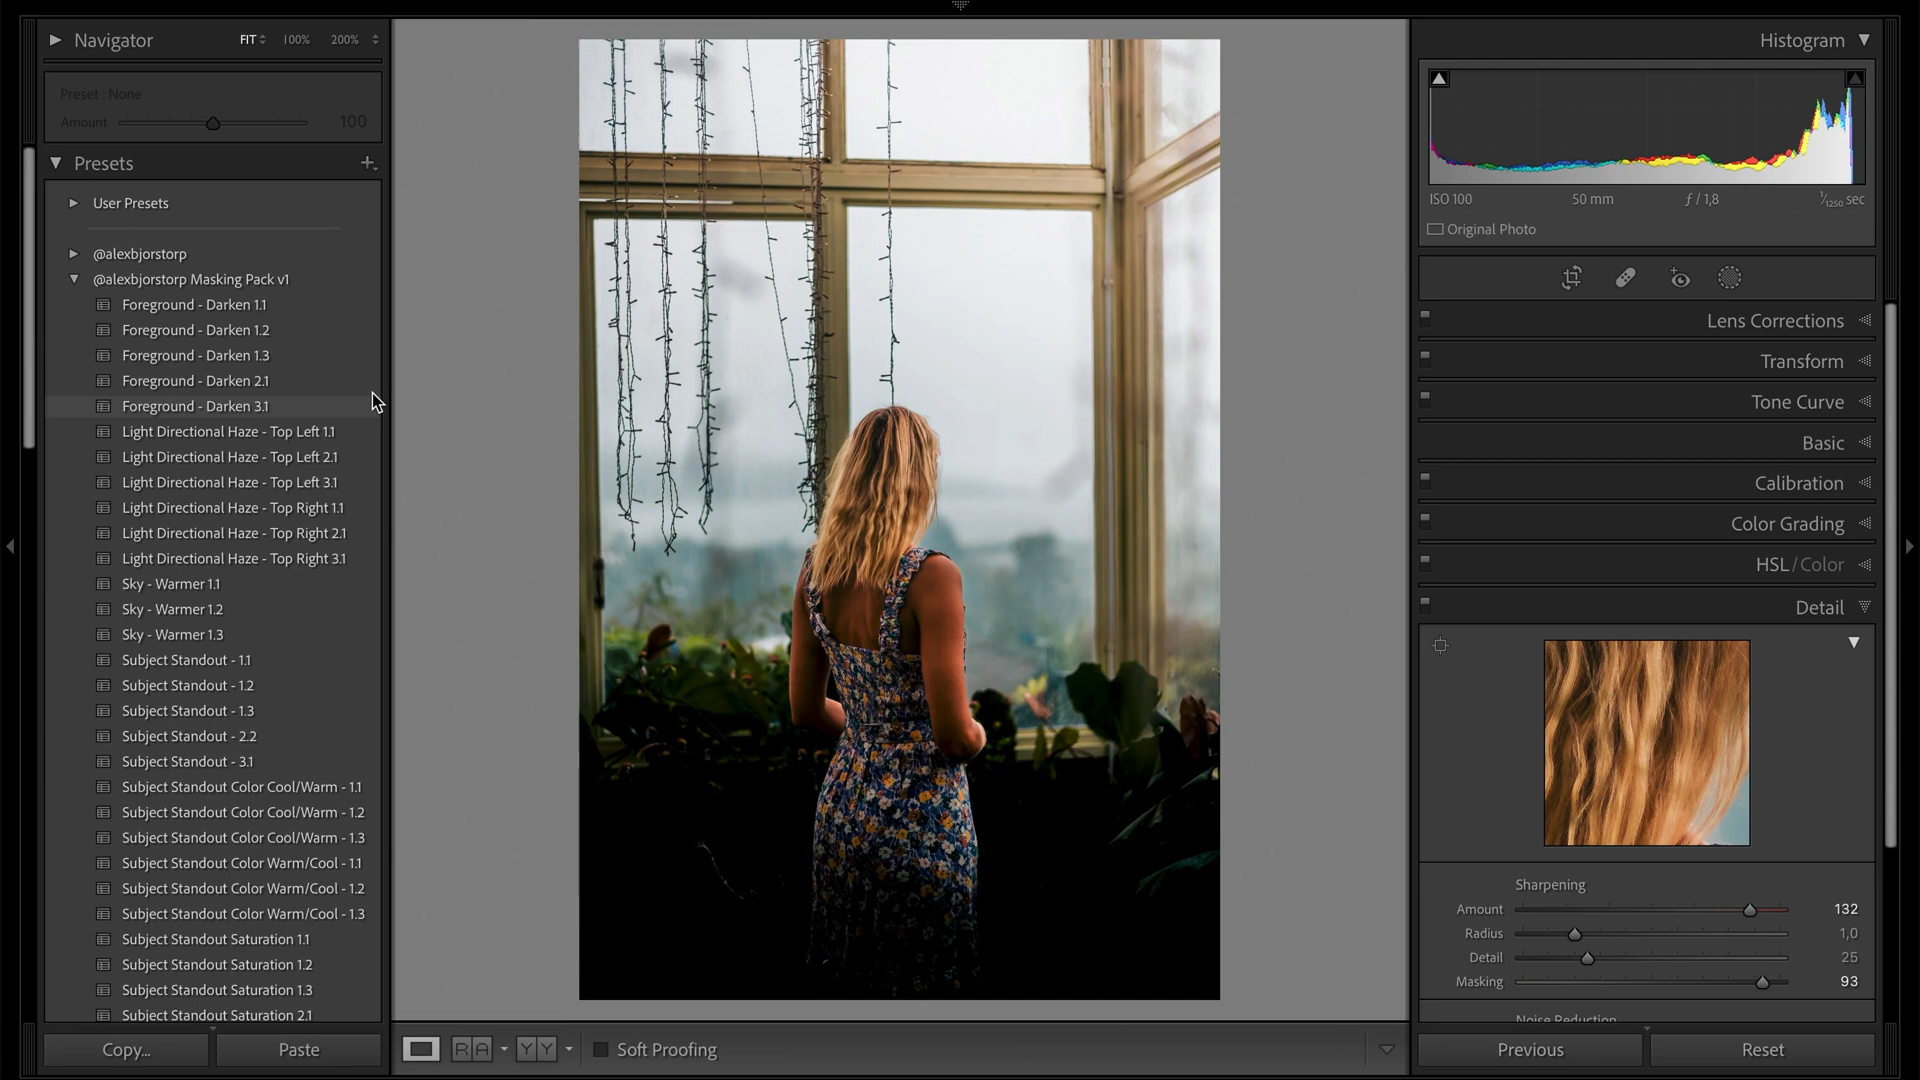 Navigator FIT 100% 200%
Preset : None
Amount 100
Presets
User Presets
@alexbjorstorp
@alexbjorstorp Masking Pack v1
Foreground - Darken 1.1
Foreground - Darken 1.2
Foreground - Darken 1.3
Foreground - Darken 2.1
Foreground - Darken 3.1
Light Directional Haze - Top Left 1.1
Light Directional Haze - Top Left 2.1
Light Directional Haze - Top Left 3.1
Light Directional Haze - Top Right 1.1
Light Directional Haze - Top Right 2.1
Light Directional Haze - Top Right 3.1
Sky - Warmer 1.1
Sky - Warmer 1.2
Sky - Warmer 1.3
Subject Standout - 1.1
Subject Standout - 1.2
Subject Standout - 1.3
Subject Standout - 2.2
Subject Standout - 3.1
Subject Standout Color Cool/Warm - 1.1
Subject Standout Color Cool/Warm - 1.2
Subject Standout Color Cool/Warm - 1.3
Subject Standout Color Warm/Cool - 1.1
Subject Standout Color Warm/Cool - 1.2
Subject Standout Color Warm/Cool - 1.3
Subject Standout Saturation 1.1
Subject Standout Saturation 1.2
Subject Standout Saturation 1.3
Subject Standout Saturation 2.1
Copy... Paste
R A Y Y Soft Proofing
Histogram
ISO 100 50 mm ƒ / 1,8 1/1250 sec
Original Photo
Lens Corrections
Transform
Tone Curve
Basic
Calibration
Color Grading
HSL / Color
Detail
Sharpening
Amount 132
Radius 1,0
Detail 25
Masking 93
Noise Reduction
Previous Reset